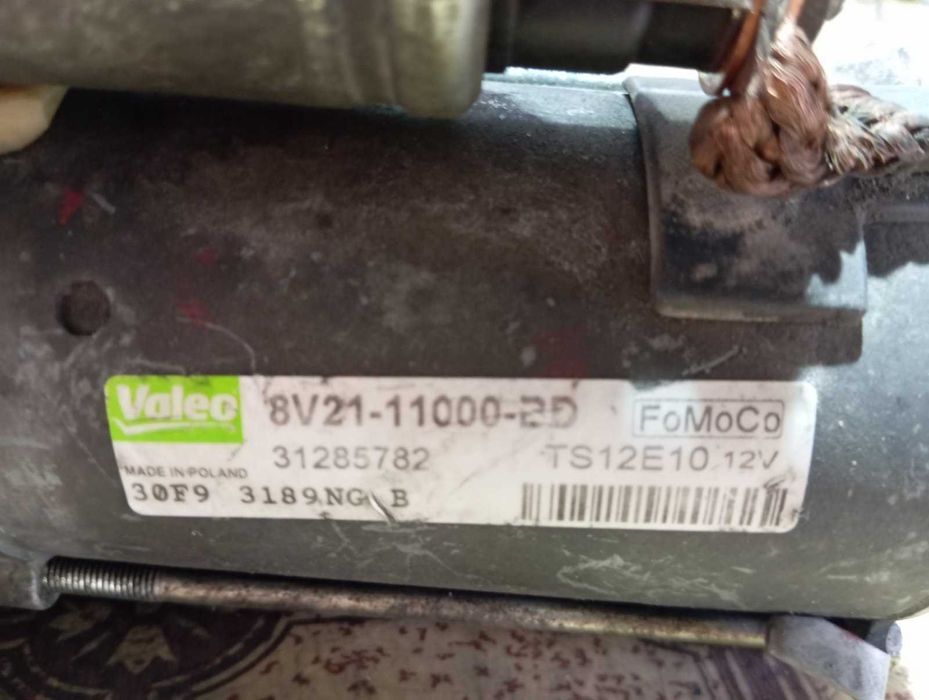 Valeo 8V21-11000-BD FoMoCo
31285782 TS12E10 12V
MADE IN POLAND
30F9 3189NG B